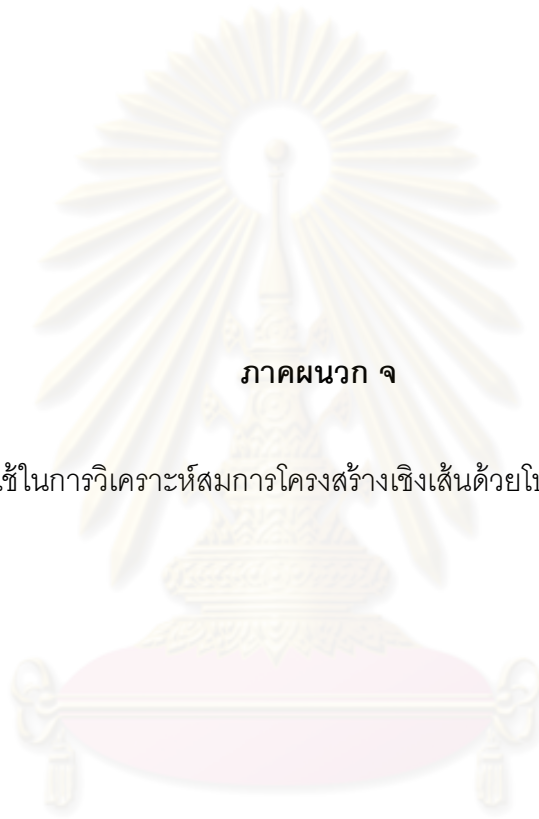 ภาคผนวก จ
ช้ในการวิเคราะห์สมการโครงสร้างเชิงเส้นด้วย